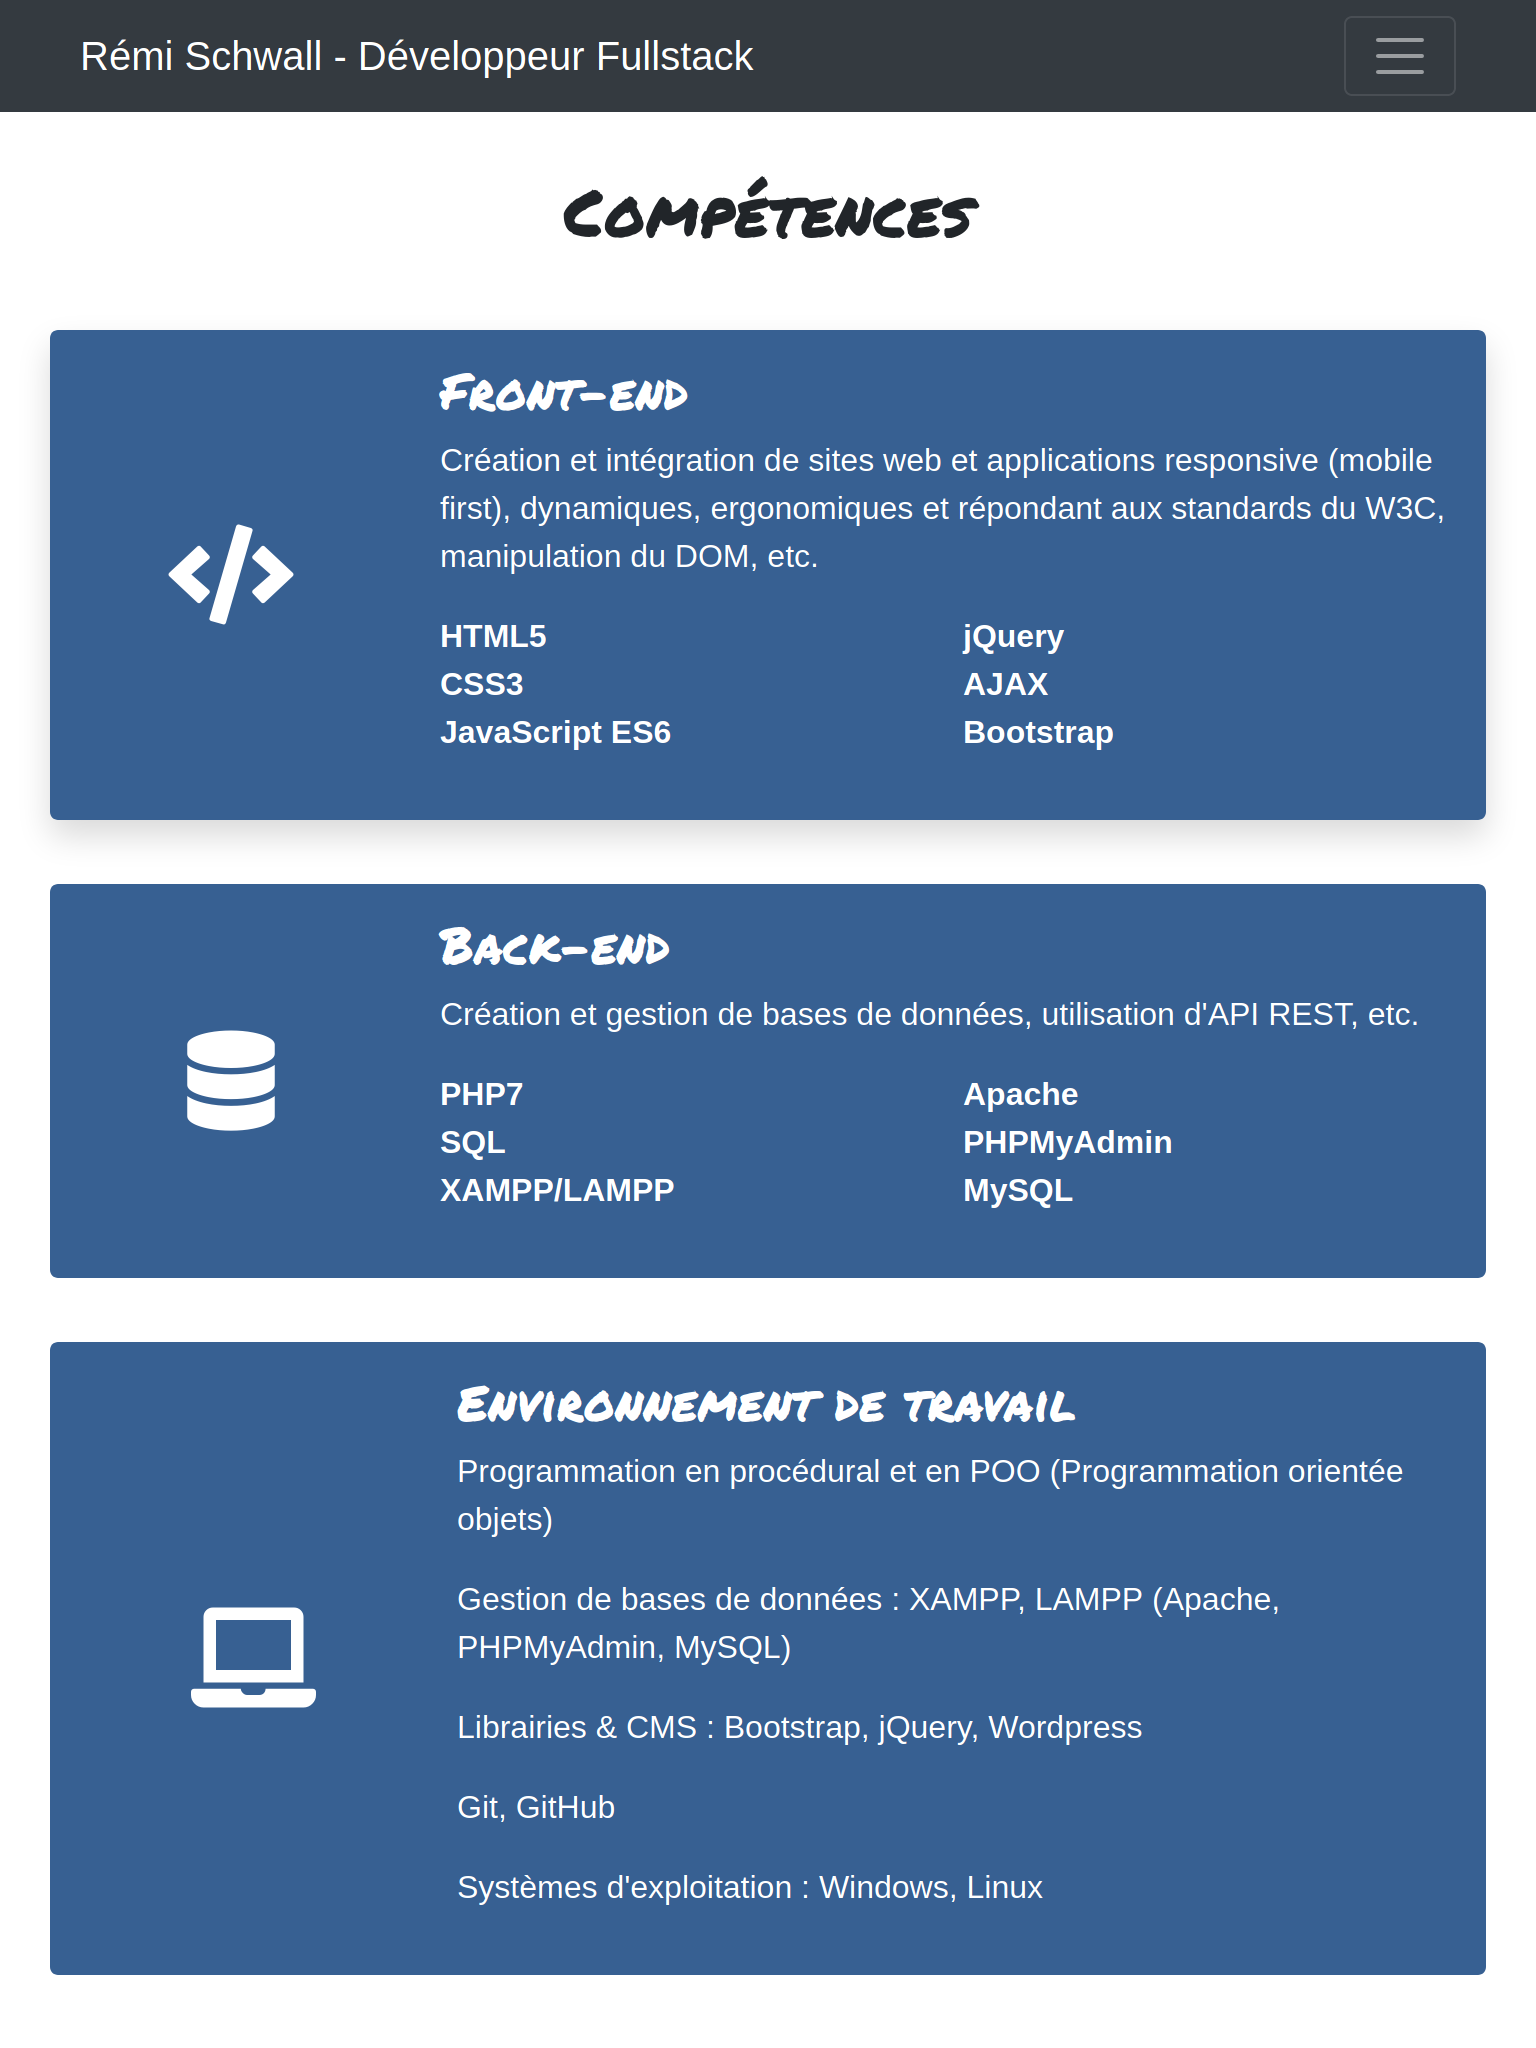 Rémi Schwall - Développeur Fullstack
Compétences
Front-end
Création et intégration de sites web et applications responsive (mobile
first), dynamiques, ergonomiques et répondant aux standards du W3C,
manipulation du DOM, etc.
HTML5
CSS3
JavaScript ES6
jQuery
AJAX
Bootstrap
Back-end
Création et gestion de bases de données, utilisation d'API REST, etc.
PHP7
SQL
XAMPP/LAMPP
Apache
PHPMyAdmin
MySQL
Environnement de travail
Programmation en procédural et en POO (Programmation orientée
objets)
Gestion de bases de données : XAMPP, LAMPP (Apache,
PHPMyAdmin, MySQL)
Librairies & CMS : Bootstrap, jQuery, Wordpress
Git, GitHub
Systèmes d'exploitation : Windows, Linux